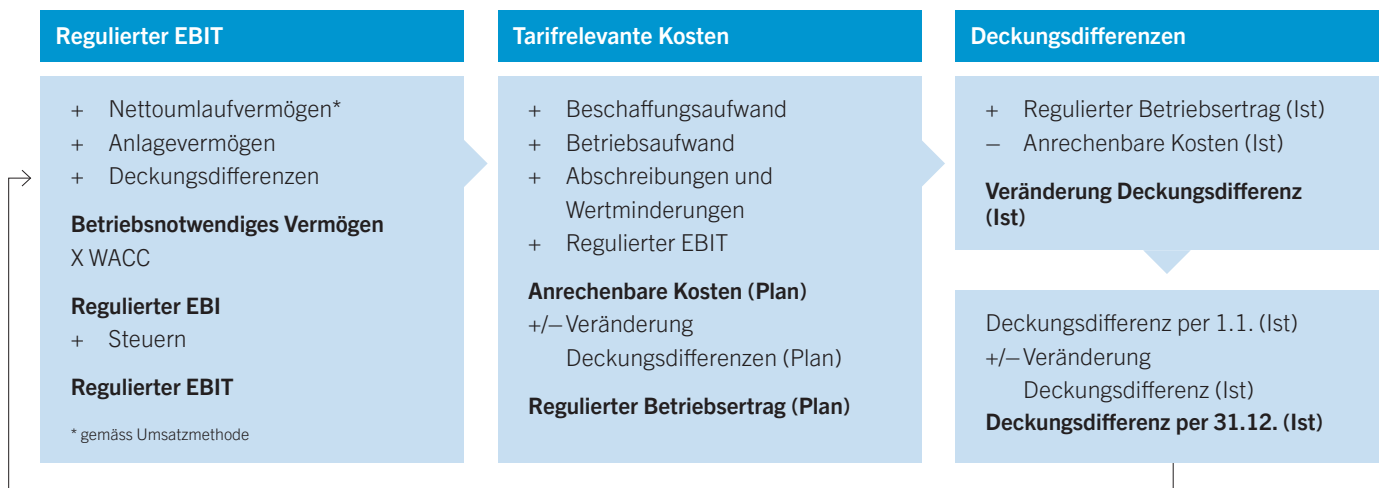 Regulierter EBIT
+ Nettoumlaufvermögen*
+ Anlagevermögen
+ Deckungsdifferenzen
Betriebsnotwendiges Vermögen
X WACC
Regulierter EBI
+ Steuern
Regulierter EBIT
* gemäss Umsatzmethode
Tarifrelevante Kosten
+ Beschaffungsaufwand
+ Betriebsaufwand
+ Abschreibungen und
Wertminderungen
+ Regulierter EBIT
Anrechenbare Kosten (Plan)
+/– Veränderung
Deckungsdifferenzen (Plan)
Regulierter Betriebsertrag (Plan)
Deckungsdifferenzen
+ Regulierter Betriebsertrag (Ist)
– Anrechenbare Kosten (Ist)
Veränderung Deckungsdifferenz
(Ist)
Deckungsdifferenz per 1.1. (Ist)
+/– Veränderung
Deckungsdifferenz (Ist)
Deckungsdifferenz per 31.12. (Ist)